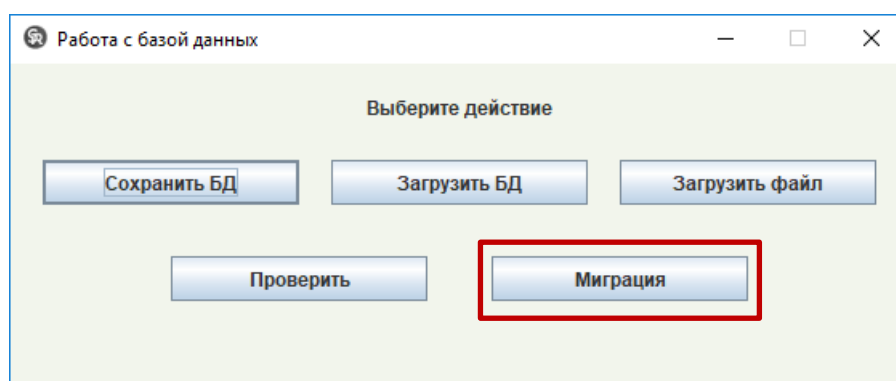 Работа с базой данных
Выберите действие
Сохранить БД
Загрузить БД
Загрузить файл
Проверить
Миграция